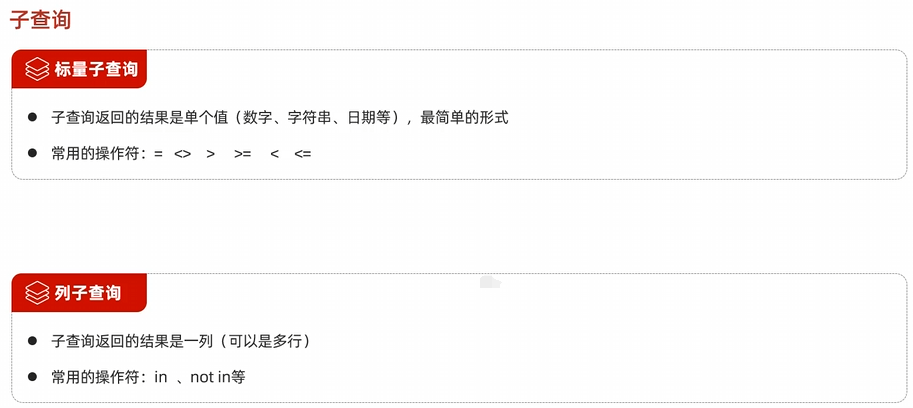 子查询
标量子查询
子查询返回的结果是单个值（数字、字符串、日期等），最简单的形式
常用的操作符：= <> > >= < <=
列子查询
子查询返回的结果是一列（可以是多行）
常用的操作符：in 、not in等